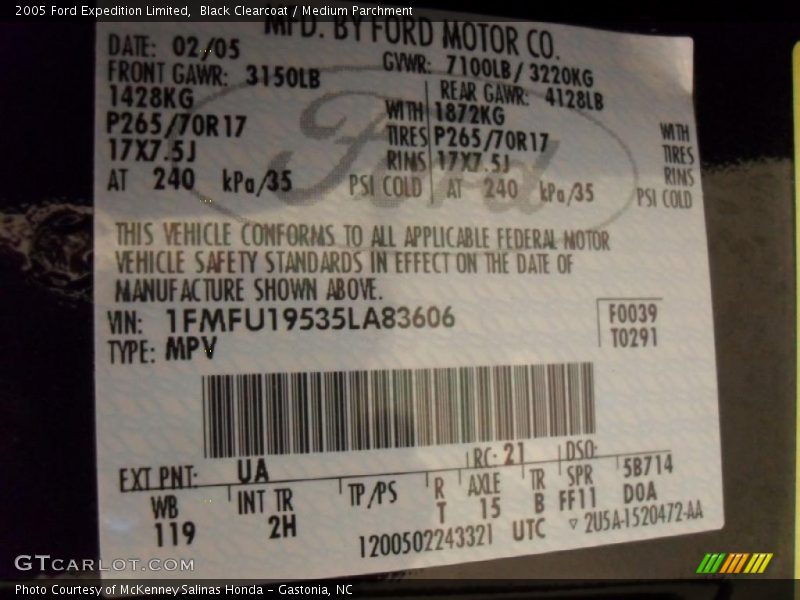 2005 Ford Expedition Limited, Black Clearcoat / Medium Parchment
MFD. BY FORD MOTOR CO.
DATE: 02/05 GVWR: 7100LB / 3220KG
FRONT GAWR: 3150LB REAR GAWR: 4128LB
1428KG WITH 1872KG WITH
P265/70R17 TIRES P265/70R17 TIRES
17X7.5J RINS 17X7.5J RINS
AT 240 kPa/35 PSI COLD AT 240 kPa/35 PSI COLD
Ford
THIS VEHICLE CONFORMS TO ALL APPLICABLE FEDERAL MOTOR
VEHICLE SAFETY STANDARDS IN EFFECT ON THE DATE OF
MANUFACTURE SHOWN ABOVE.
VIN: 1FMFU19535LA83606 F0039
TYPE: MPV T0291
EXT PNT: UA RC: 21 DSO:
WB INT TR TP/PS R AXLE TR SPR 5B714
119 2H T 15 B FF11 D0A
1200502243321 UTC ▽ 2U5A-1520472-AA
GTCARLOT.COM
Photo Courtesy of McKenney Salinas Honda - Gastonia, NC